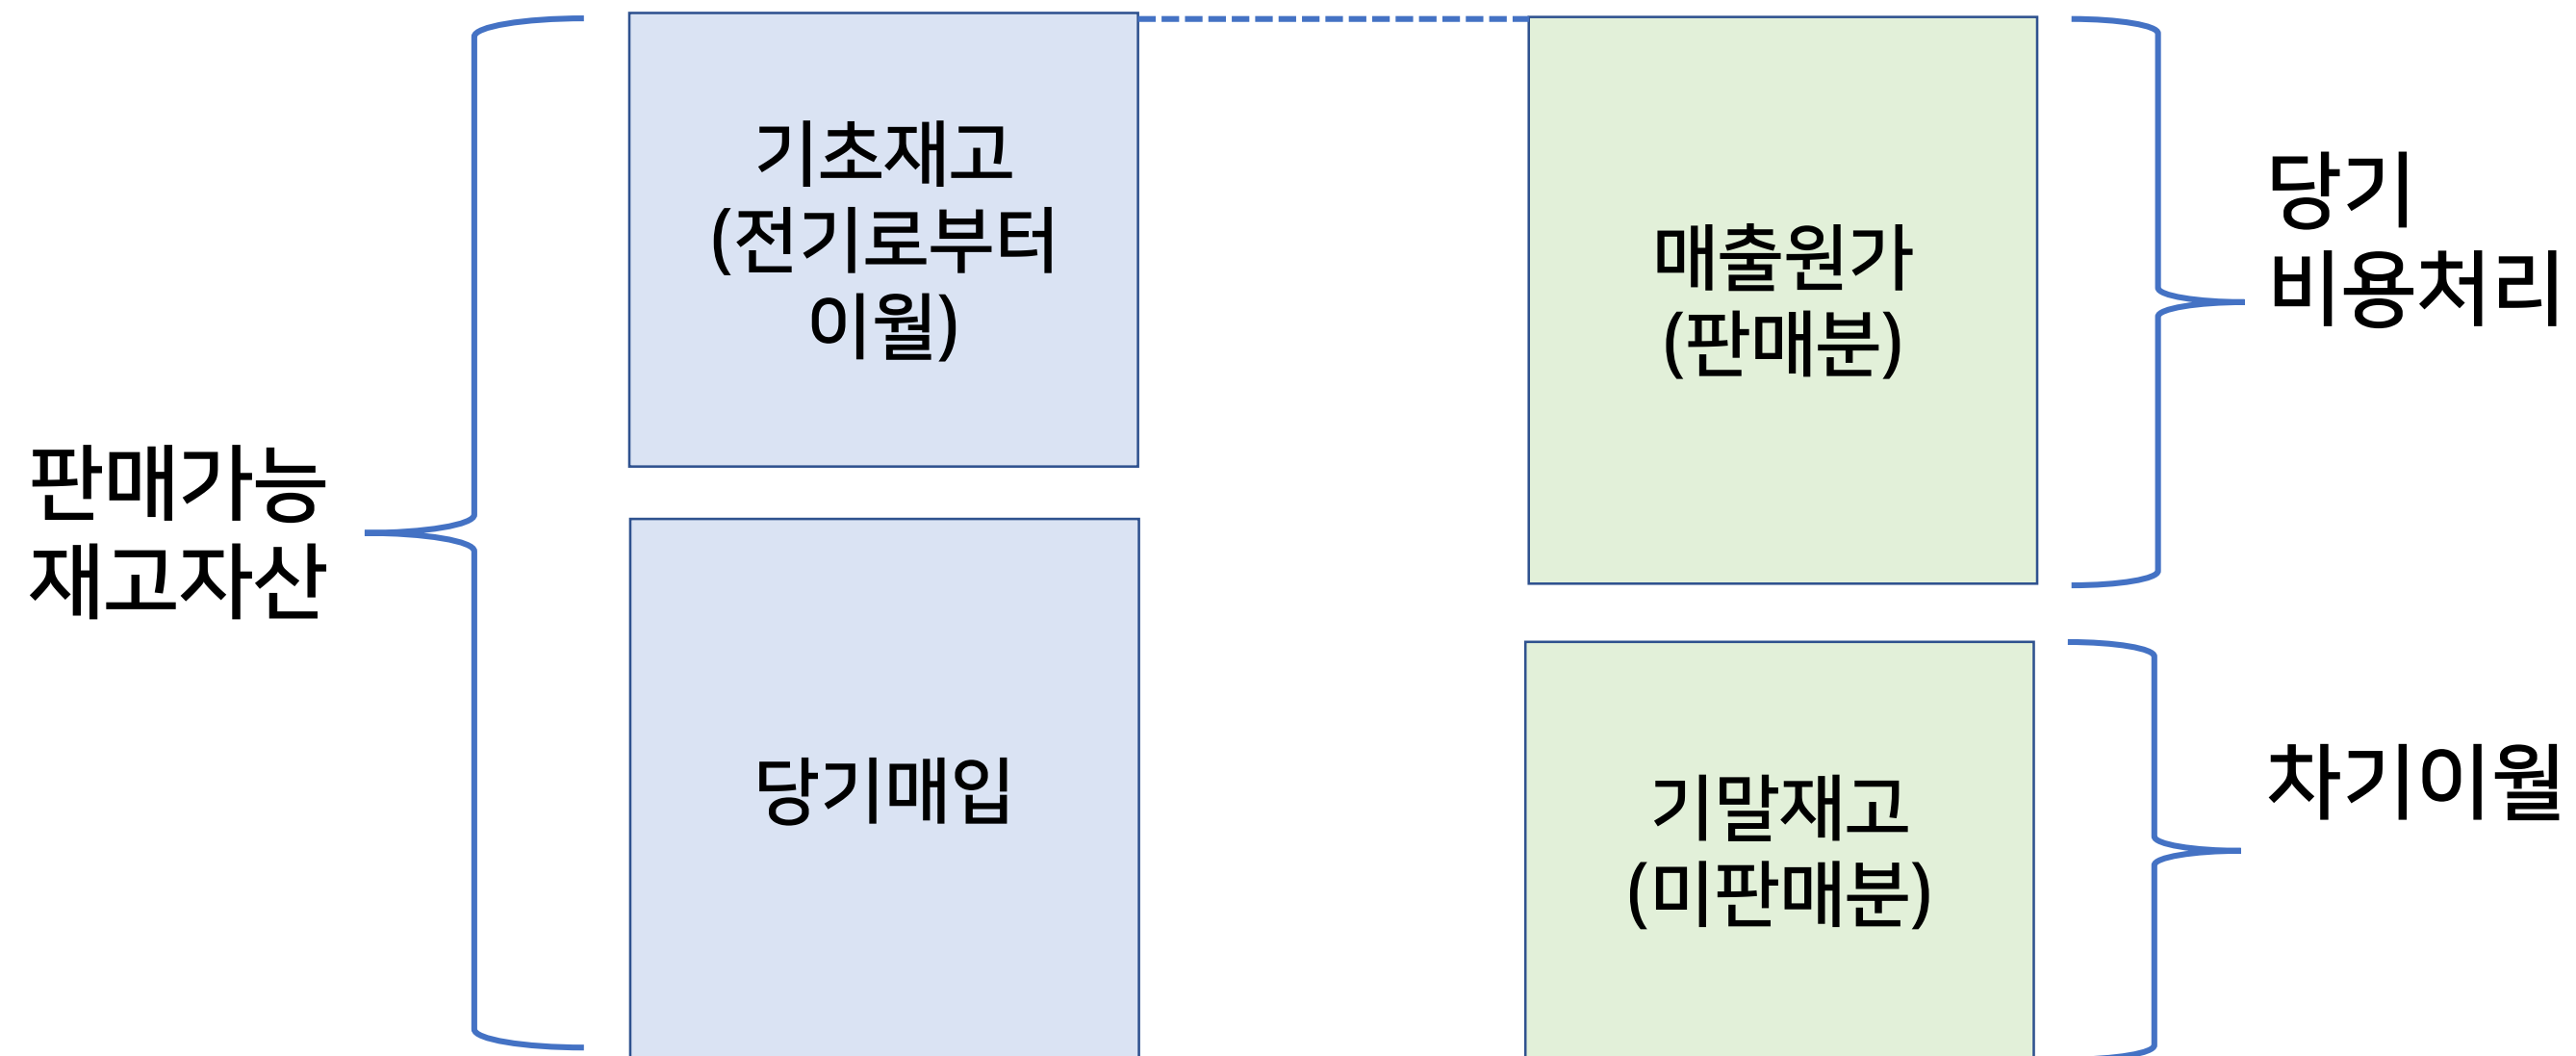 판매가능
재고자산
기초재고
(전기로부터
이월)
당기매입
매출원가
(판매분)
기말재고
(미판매분)
당기
비용처리
차기이월